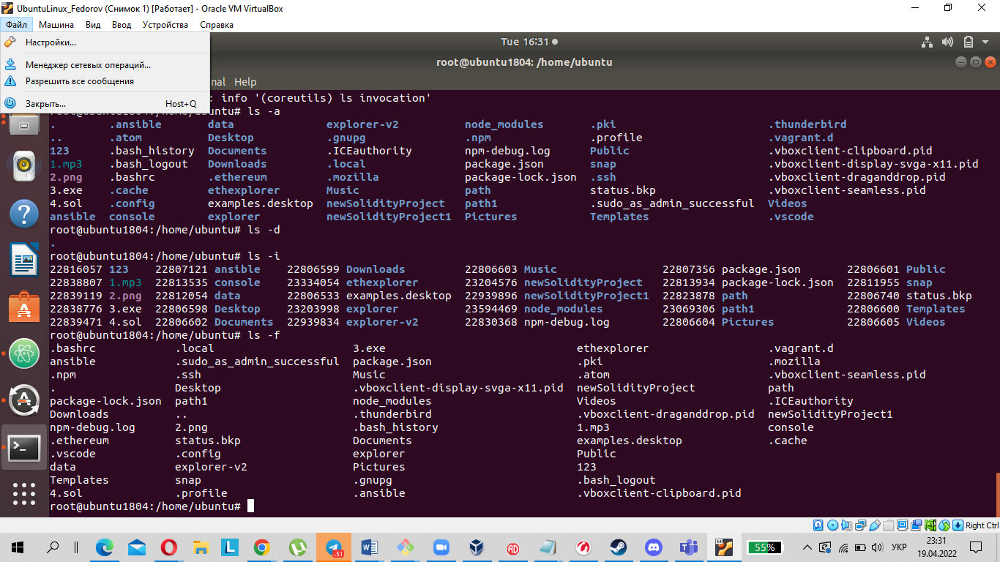 UbuntuLinux_Fedorov (Снимок 1) [Работает] - Oracle VM VirtualBox
Файл Машина Вид Ввод Устройства Справка
Настройки...
Менеджер сетевых операций...
Разрешить все сообщения
Закрыть... Host+Q
Tue 16:31
root@ubuntu1804: /home/ubuntu
nal Help
: info '(coreutils) ls invocation'
root@ubuntu1804:/home/ubuntu# ls -a
. .ansible data explorer-v2 node_modules .pki .thunderbird
.. .atom Desktop .gnupg .npm .profile .vagrant.d
123 .bash_history Documents .ICEauthority npm-debug.log Public .vboxclient-clipboard.pid
1.mp3 .bash_logout Downloads .local package.json snap .vboxclient-display-svga-x11.pid
2.png .bashrc .ethereum .mozilla package-lock.json .ssh .vboxclient-draganddrop.pid
3.exe .cache ethexplorer Music path status.bkp .vboxclient-seamless.pid
4.sol .config examples.desktop newSolidityProject path1 .sudo_as_admin_successful Videos
ansible console explorer newSolidityProject1 Pictures Templates .vscode
root@ubuntu1804:/home/ubuntu# ls -d
.
root@ubuntu1804:/home/ubuntu# ls -i
22816057 123 22807121 ansible 22806599 Downloads 22806603 Music 22807356 package.json 22806601 Public
22838807 1.mp3 22813535 console 23334054 ethexplorer 23204576 newSolidityProject 22813934 package-lock.json 22811955 snap
22839119 2.png 22812054 data 22806533 examples.desktop 22939896 newSolidityProject1 22823878 path 22806740 status.bkp
22838776 3.exe 22806598 Desktop 23203998 explorer 23594469 node_modules 23069306 path1 22806600 Templates
22839471 4.sol 22806602 Documents 22939834 explorer-v2 22830368 npm-debug.log 22806604 Pictures 22806605 Videos
root@ubuntu1804:/home/ubuntu# ls -f
.bashrc .local 3.exe ethexplorer .vagrant.d
ansible .sudo_as_admin_successful package.json .pki .mozilla
.npm .ssh Music .atom .vboxclient-seamless.pid
. Desktop .vboxclient-display-svga-x11.pid newSolidityProject path
package-lock.json path1 node_modules Videos .ICEauthority
Downloads .. .thunderbird .vboxclient-draganddrop.pid newSolidityProject1
npm-debug.log 2.png .bash_history 1.mp3 console
.ethereum status.bkp Documents examples.desktop .cache
.vscode .config explorer Public
data explorer-v2 Pictures 123
Templates snap .gnupg .bash_logout
4.sol .profile .ansible .vboxclient-clipboard.pid
root@ubuntu1804:/home/ubuntu#
Right Ctrl
55% УКР 23:31
19.04.2022